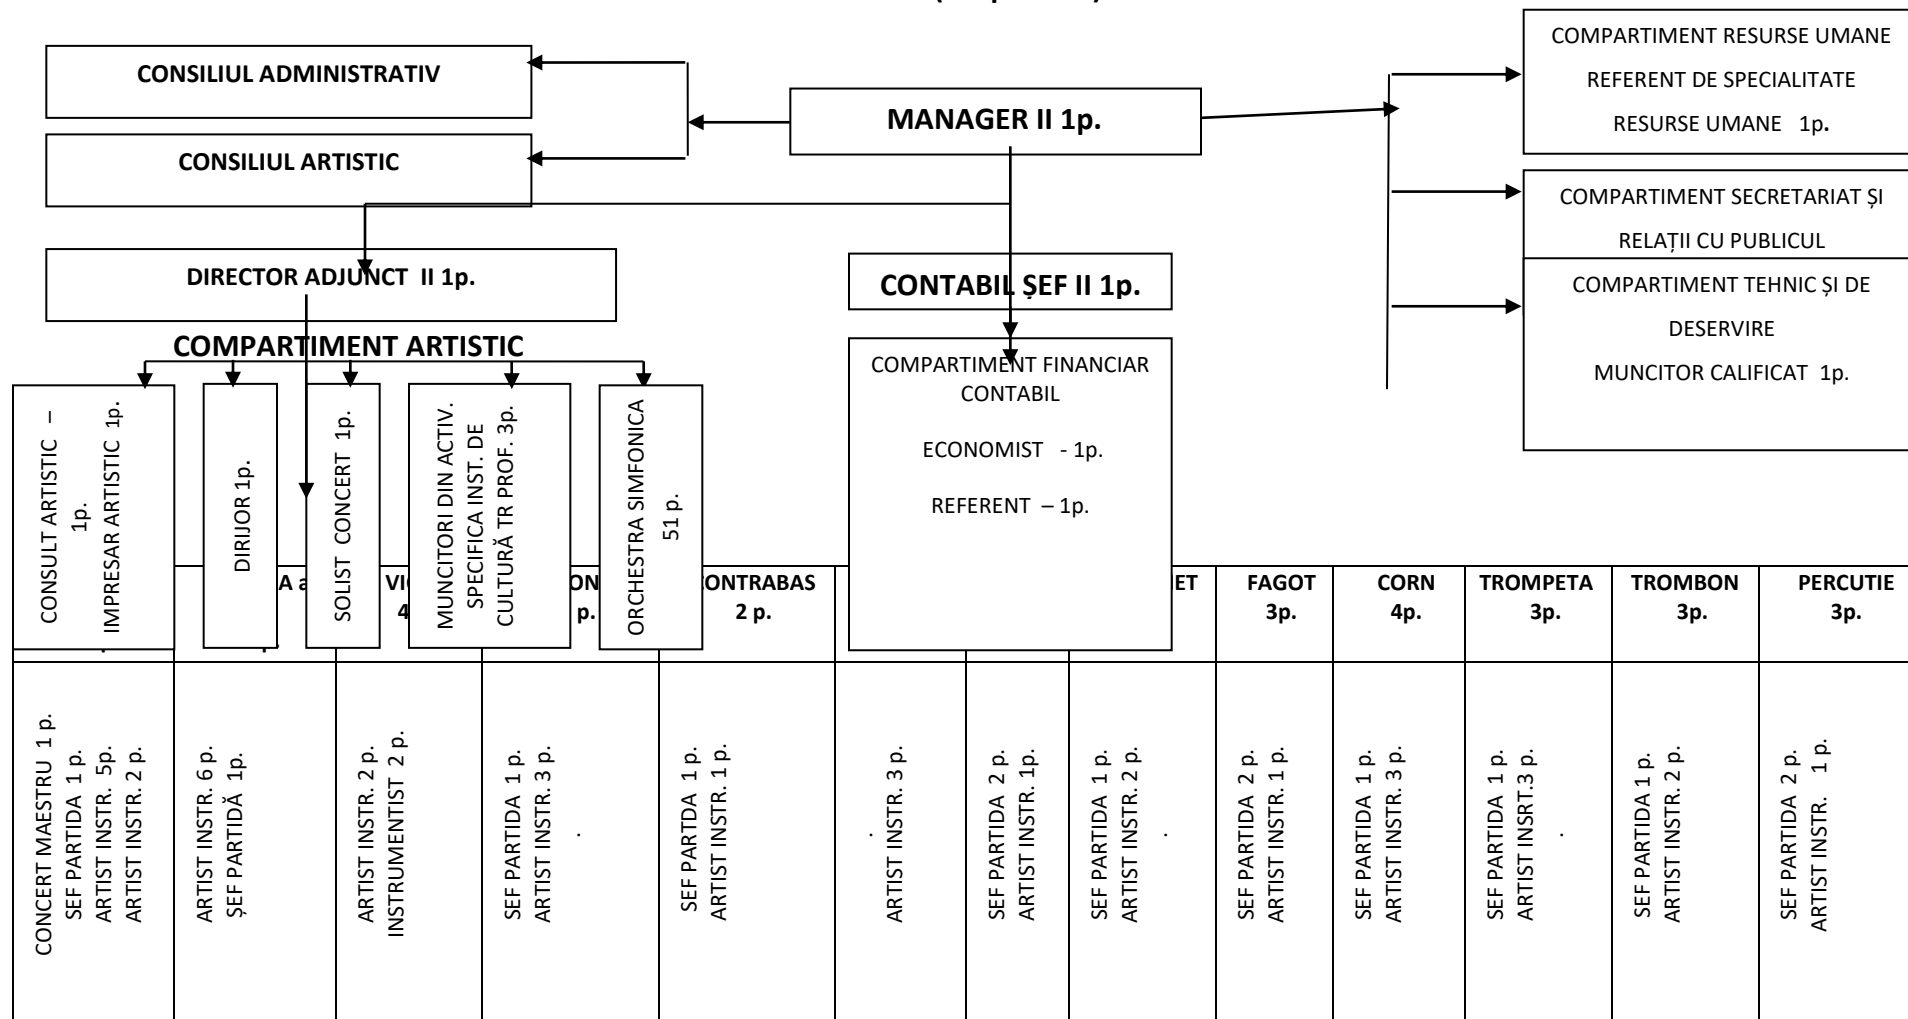 CONSILIUL ADMINISTRATIV
CONSILIUL ARTISTIC
MANAGER II 1p.
COMPARTIMENT RESURSE UMANE
REFERENT DE SPECIALITATE
RESURSE UMANE 1p.
COMPARTIMENT SECRETARIAT ȘI
RELAȚII CU PUBLICUL
COMPARTIMENT TEHNIC ȘI DE
DESERVIRE
MUNCITOR CALIFICAT 1p.
DIRECTOR ADJUNCT II 1p.
CONTABIL ȘEF II 1p.
COMPARTIMENT ARTISTIC
COMPARTIMENT FINANCIAR
CONTABIL
ECONOMIST - 1p.
REFERENT – 1p.
CONSULT ARTISTIC –
1p.
IMPRESAR ARTISTIC 1p.
DIRIJOR 1p.
SOLIST CONCERT 1p.
MUNCITORI DIN ACTIV.
SPECIFICA INST. DE
CULTURĂ TR PROF. 3p.
ORCHESTRA SIMFONICA
51 p.
CONTRABAS
2 p.
FAGOT
3p.
CORN
4p.
TROMPETA
3p.
TROMBON
3p.
PERCUTIE
3p.
CONCERT MAESTRU 1 p.
SEF PARTIDA 1 p.
ARTIST INSTR. 5p.
ARTIST INSTR. 2 p.
ARTIST INSTR. 6 p.
ȘEF PARTIDĂ 1p.
ARTIST INSTR. 2 p.
INSTRUMENTIST 2 p.
SEF PARTIDA 1 p.
ARTIST INSTR. 3 p.
.
SEF PARTDA 1 p.
ARTIST INSTR. 1 p.
.
ARTIST INSTR. 3 p.
SEF PARTIDA 2 p.
ARTIST INSTR. 1p.
SEF PARTIDA 1 p.
ARTIST INSTR. 2 p.
.
SEF PARTIDA 2 p.
ARTIST INSTR. 1 p.
SEF PARTIDA 1 p.
ARTIST INSTR. 3 p.
SEF PARTIDA 1 p.
ARTIST INSRT.3 p.
.
SEF PARTIDA 1 p.
ARTIST INSTR. 2 p.
SEF PARTIDA 2 p.
ARTIST INSTR. 1 p.